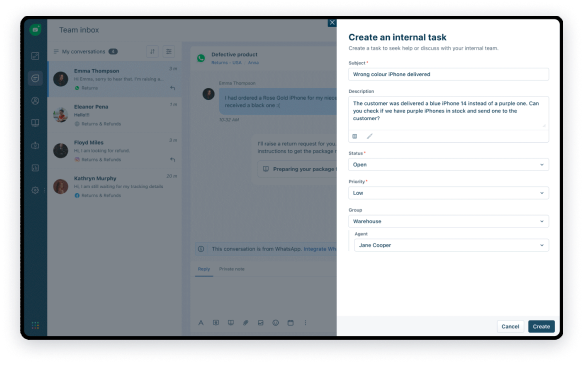 Team Inbox
My conversations 4
Emma Thompson
Hi Emma, sorry to hear that. I'm raising a...
Returns
Eleanor Pena
Hello!!!
Returns & Refunds
Floyd Miles
Hi, I am looking for refund
Returns & Refunds
Kathryn Murphy
Hi, I am still waiting for my tracking details
Returns & Refunds
Defective product
Emma Thompson
I had ordered a Rose Gold iPhone for my niece
received a black one :(
10:32 AM
I'll raise a return request for you
instructions to get the package
Preparing your package
This conversation is from WhatsApp. Integrate Wh
Reply Private note
Create an internal task
Create a task to seek help or discuss with your internal team.
Subject *
Wrong colour iPhone delivered
Description
The customer was delivered a blue iPhone 14 instead of a purple one. Can
you check if we have purple iPhones in stock and send one to the
customer?
Status *
Open
Priority *
Low
Group
Warehouse
Agent
Jane Cooper
Cancel Create